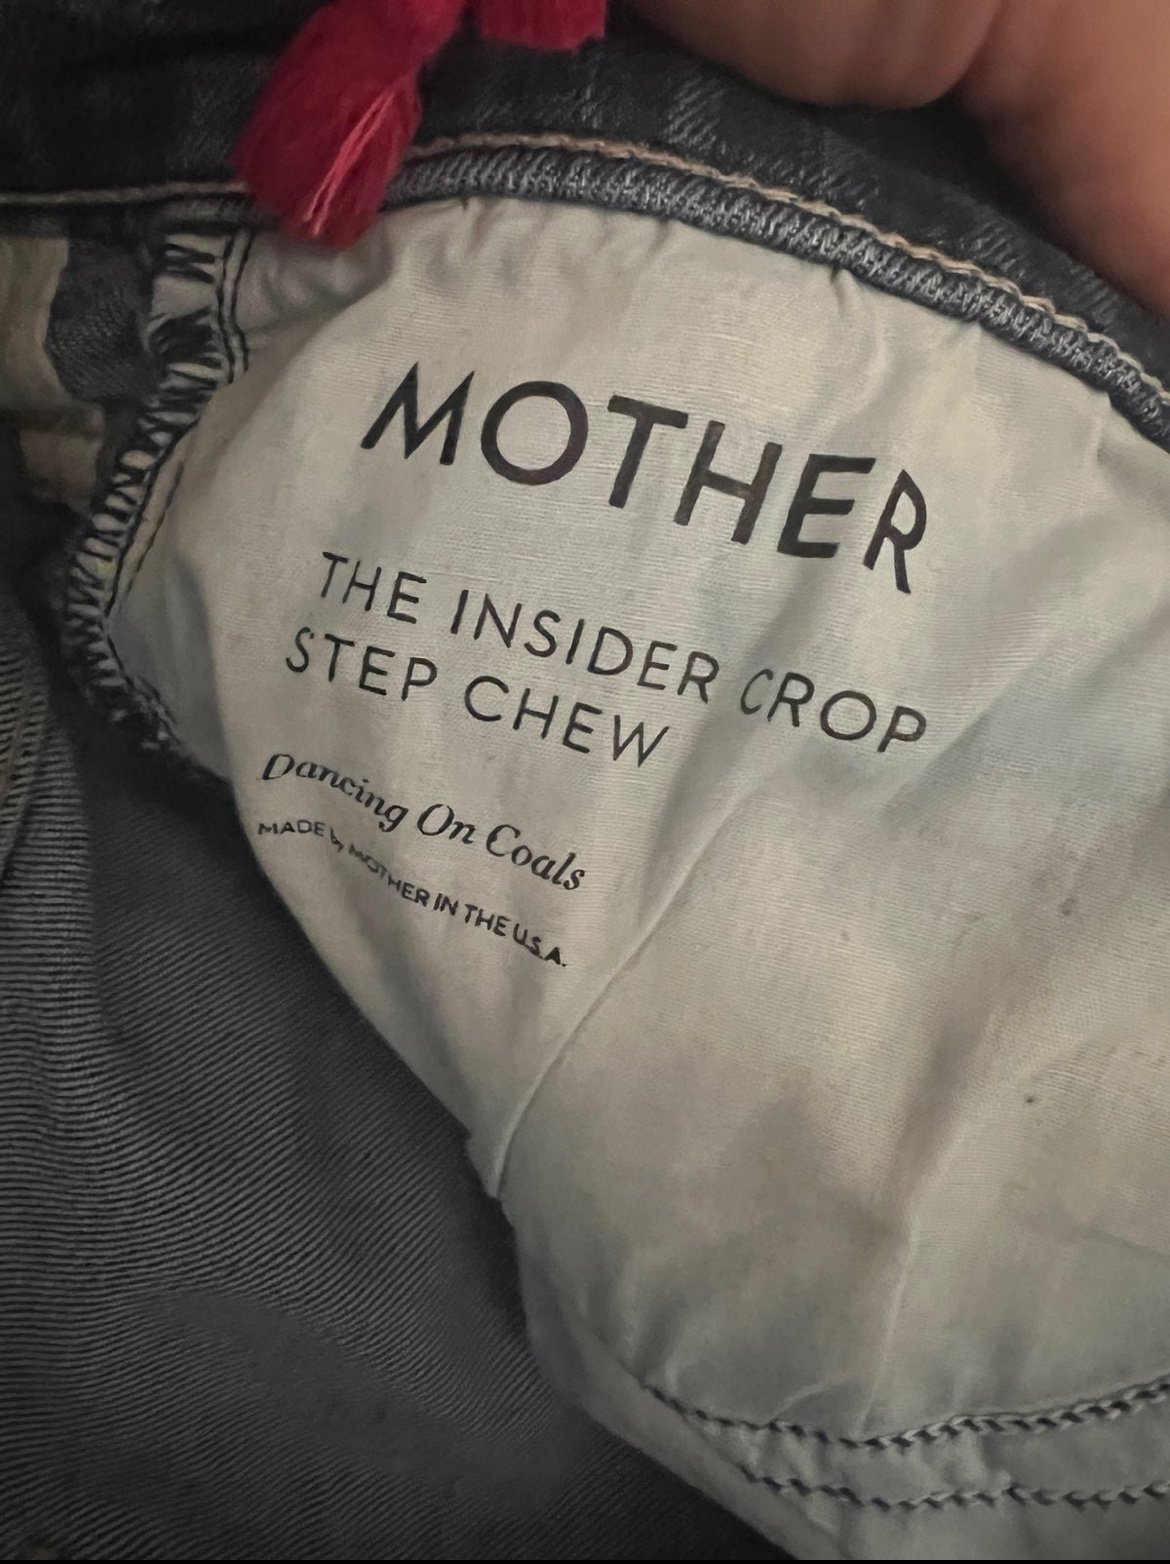 MOTHER
THE INSIDER CROP
STEP CHEW
Dancing On Coals
MADE by MOTHER IN THE U.S.A.